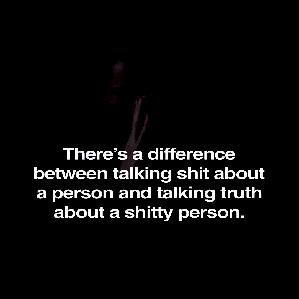 There's a difference
between talking shit about
a person and talking truth
about a shitty person.